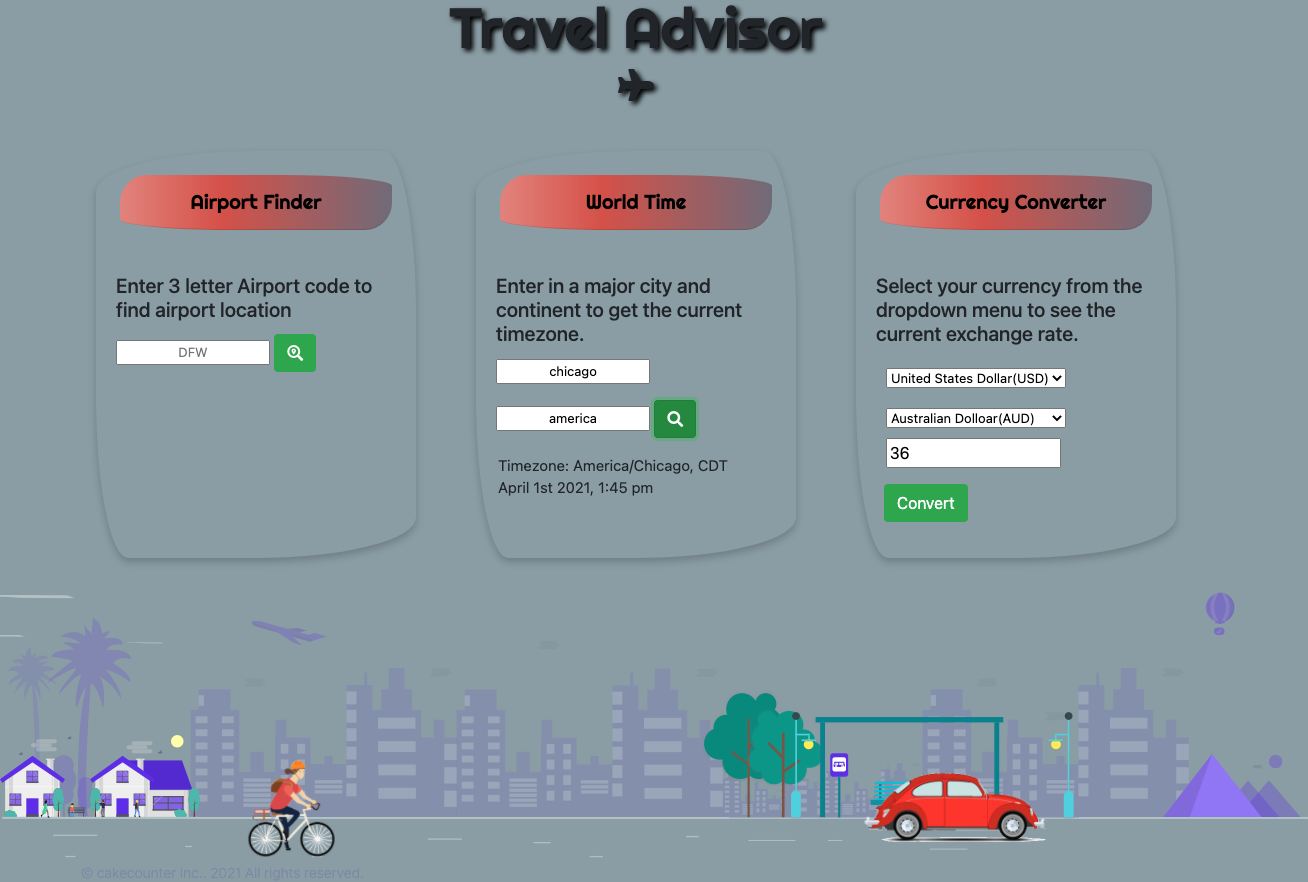 Travel Advisor
Airport Finder
Enter 3 letter Airport code to
find airport location
DFW
World Time
Enter in a major city and
continent to get the current
timezone.
chicago
america
Timezone: America/Chicago, CDT
April 1st 2021, 1:45 pm
Currency Converter
Select your currency from the
dropdown menu to see the
current exchange rate.
United States Dollar(USD)
Australian Dolloar(AUD)
36
Convert
© cakecounter inc.. 2021 All rights reserved.